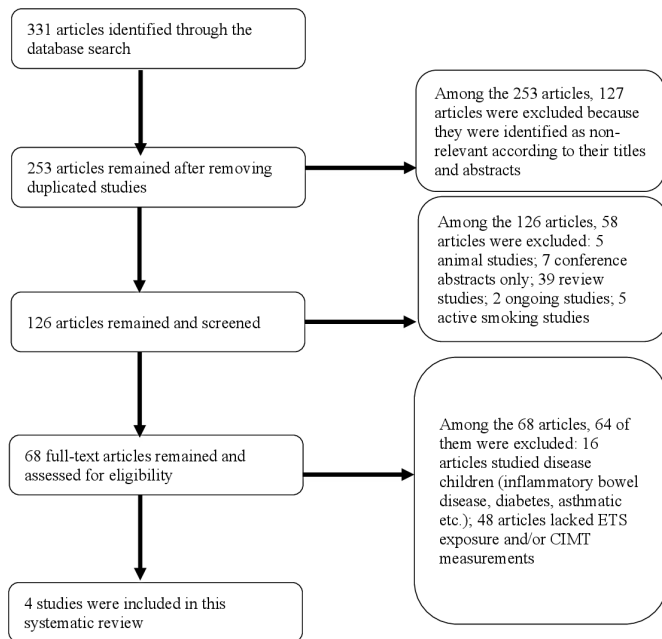 331 articles identified through the
database search
Among the 253 articles, 127
articles were excluded because
they were identified as non-
relevant according to their titles
and abstracts
253 articles remained after removing
duplicated studies
Among the 126 articles, 58
articles were excluded: 5
animal studies; 7 conference
abstracts only; 39 review
studies; 2 ongoing studies; 5
active smoking studies
126 articles remained and screened
Among the 68 articles, 64 of
them were excluded: 16
articles studied disease
children (inflammatory bowel
disease, diabetes, asthmatic
etc.); 48 articles lacked ETS
exposure and/or CIMT
measurements
68 full-text articles remained and
assessed for eligibility
4 studies were included in this
systematic review